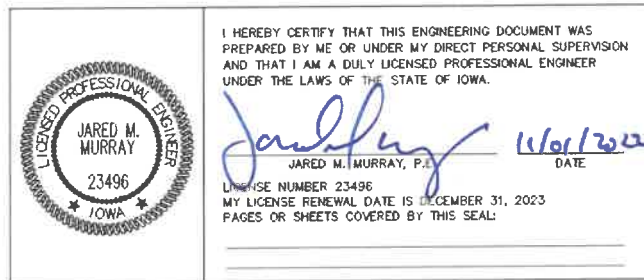 LICENSED PROFESSIONAL ENGINEER
JARED M.
MURRAY
23496
IOWA
I HEREBY CERTIFY THAT THIS ENGINEERING DOCUMENT WAS
PREPARED BY ME OR UNDER MY DIRECT PERSONAL SUPERVISION
AND THAT I AM A DULY LICENSED PROFESSIONAL ENGINEER
UNDER THE LAWS OF THE STATE OF IOWA.
11/01/2022
JARED M. MURRAY, P.E.
DATE
LICENSE NUMBER 23496
MY LICENSE RENEWAL DATE IS DECEMBER 31, 2023
PAGES OR SHEETS COVERED BY THIS SEAL: